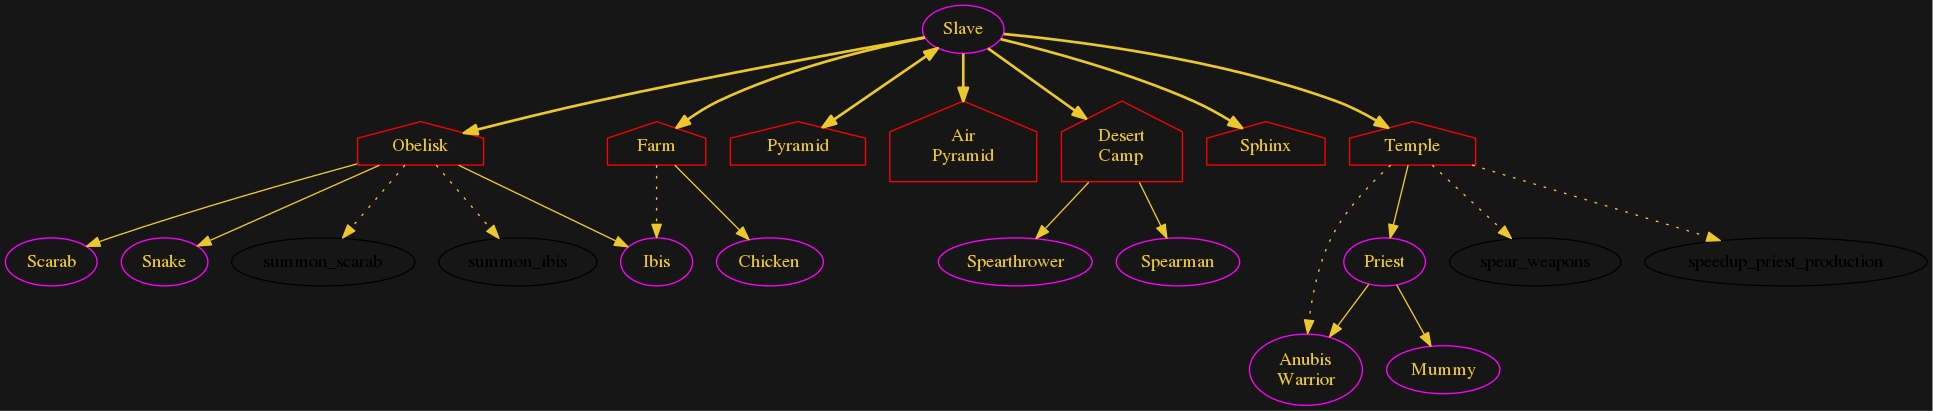 Slave
Obelisk
Farm
Pyramid
Air
Pyramid
Desert
Camp
Sphinx
Temple
Scarab
Snake
summon_scarab
summon_ibis
Ibis
Chicken
Spearthrower
Spearman
Priest
spear_weapons
speedup_priest_production
Anubis
Warrior
Mummy